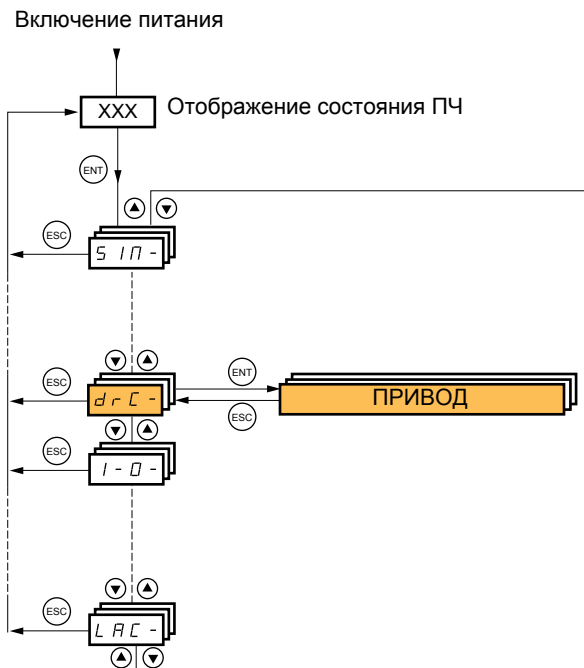 Включение питания
XXX Отображение состояния ПЧ
ENT
ESC
SIM-
ESC
drC-
ENT
ESC
ПРИВОД
ESC
I-O-
ESC
LAC-